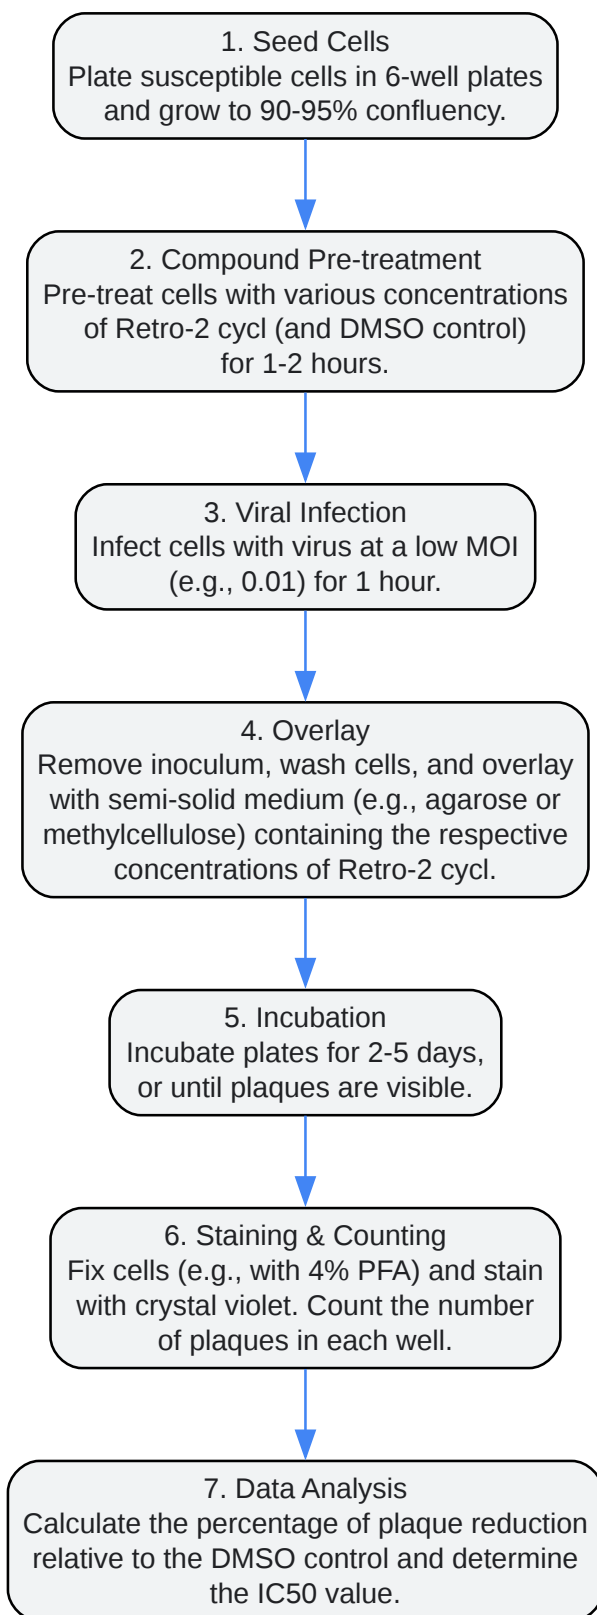 1. Seed Cells
Plate susceptible cells in 6-well plates
and grow to 90-95% confluency.
2. Compound Pre-treatment
Pre-treat cells with various concentrations
of Retro-2 cycl (and DMSO control)
for 1-2 hours.
3. Viral Infection
Infect cells with virus at a low MOI
(e.g., 0.01) for 1 hour.
4. Overlay
Remove inoculum, wash cells, and overlay
with semi-solid medium (e.g., agarose or
methylcellulose) containing the respective
concentrations of Retro-2 cycl.
5. Incubation
Incubate plates for 2-5 days,
or until plaques are visible.
6. Staining & Counting
Fix cells (e.g., with 4% PFA) and stain
with crystal violet. Count the number
of plaques in each well.
7. Data Analysis
Calculate the percentage of plaque reduction
relative to the DMSO control and determine
the IC50 value.